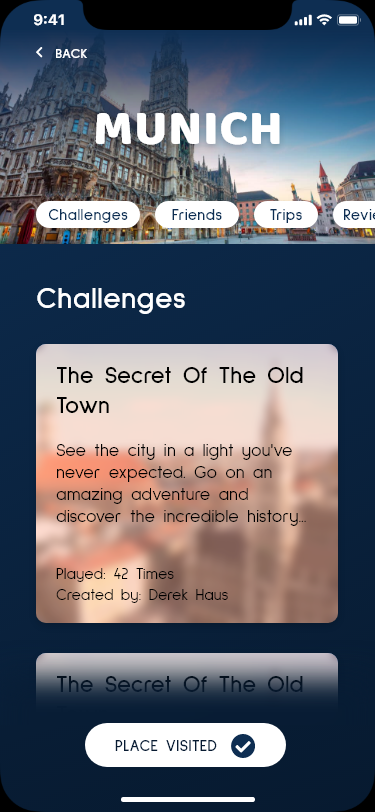 9:41
BACK
MUNICH
Challenges Friends Trips Revie
Challenges
The Secret Of The Old
Town
See the city in a light you've
never expected. Go on an
amazing adventure and
discover the incredible history...
Played: 42 Times
Created by: Derek Haus
The Secret Of The Old
PLACE VISITED